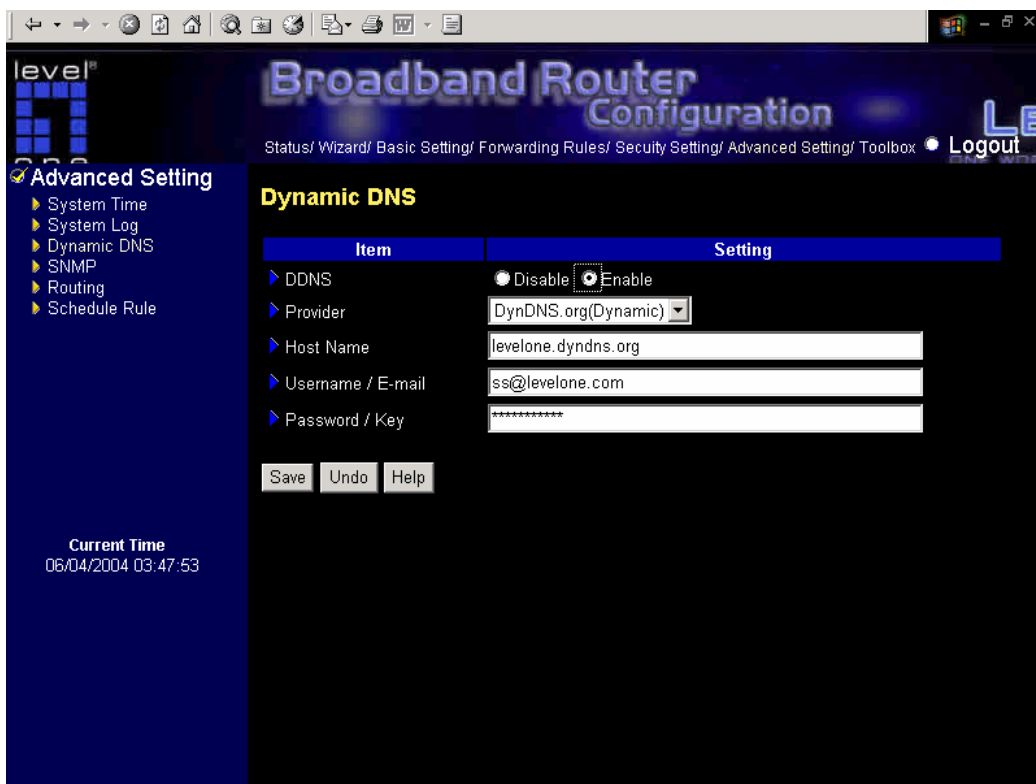 level®
one
Broadband Router
Configuration
Status/ Wizard/ Basic Setting/ Forwarding Rules/ Secuity Setting/ Advanced Setting/ Toolbox
Logout
Advanced Setting
System Time
System Log
Dynamic DNS
SNMP
Routing
Schedule Rule
Current Time
06/04/2004 03:47:53
Dynamic DNS
Item Setting
DDNS Disable Enable
Provider DynDNS.org(Dynamic)
Host Name levelone.dyndns.org
Username / E-mail ss@levelone.com
Password / Key ***********
Save Undo Help